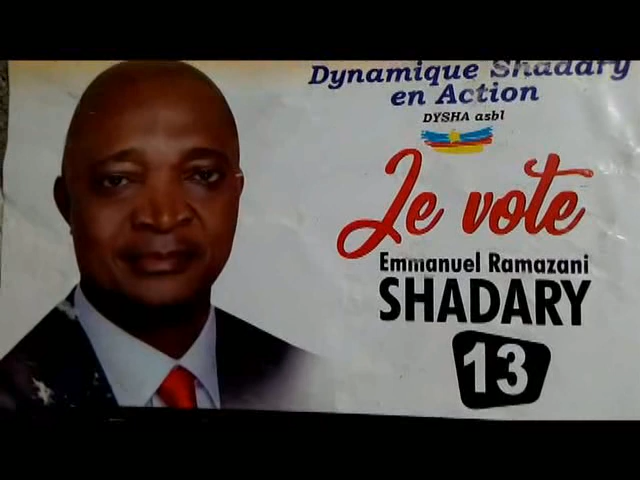 Dynamique Shadary
en Action
DYSHA asbl
Je vote
Emmanuel Ramazani
SHADARY
13